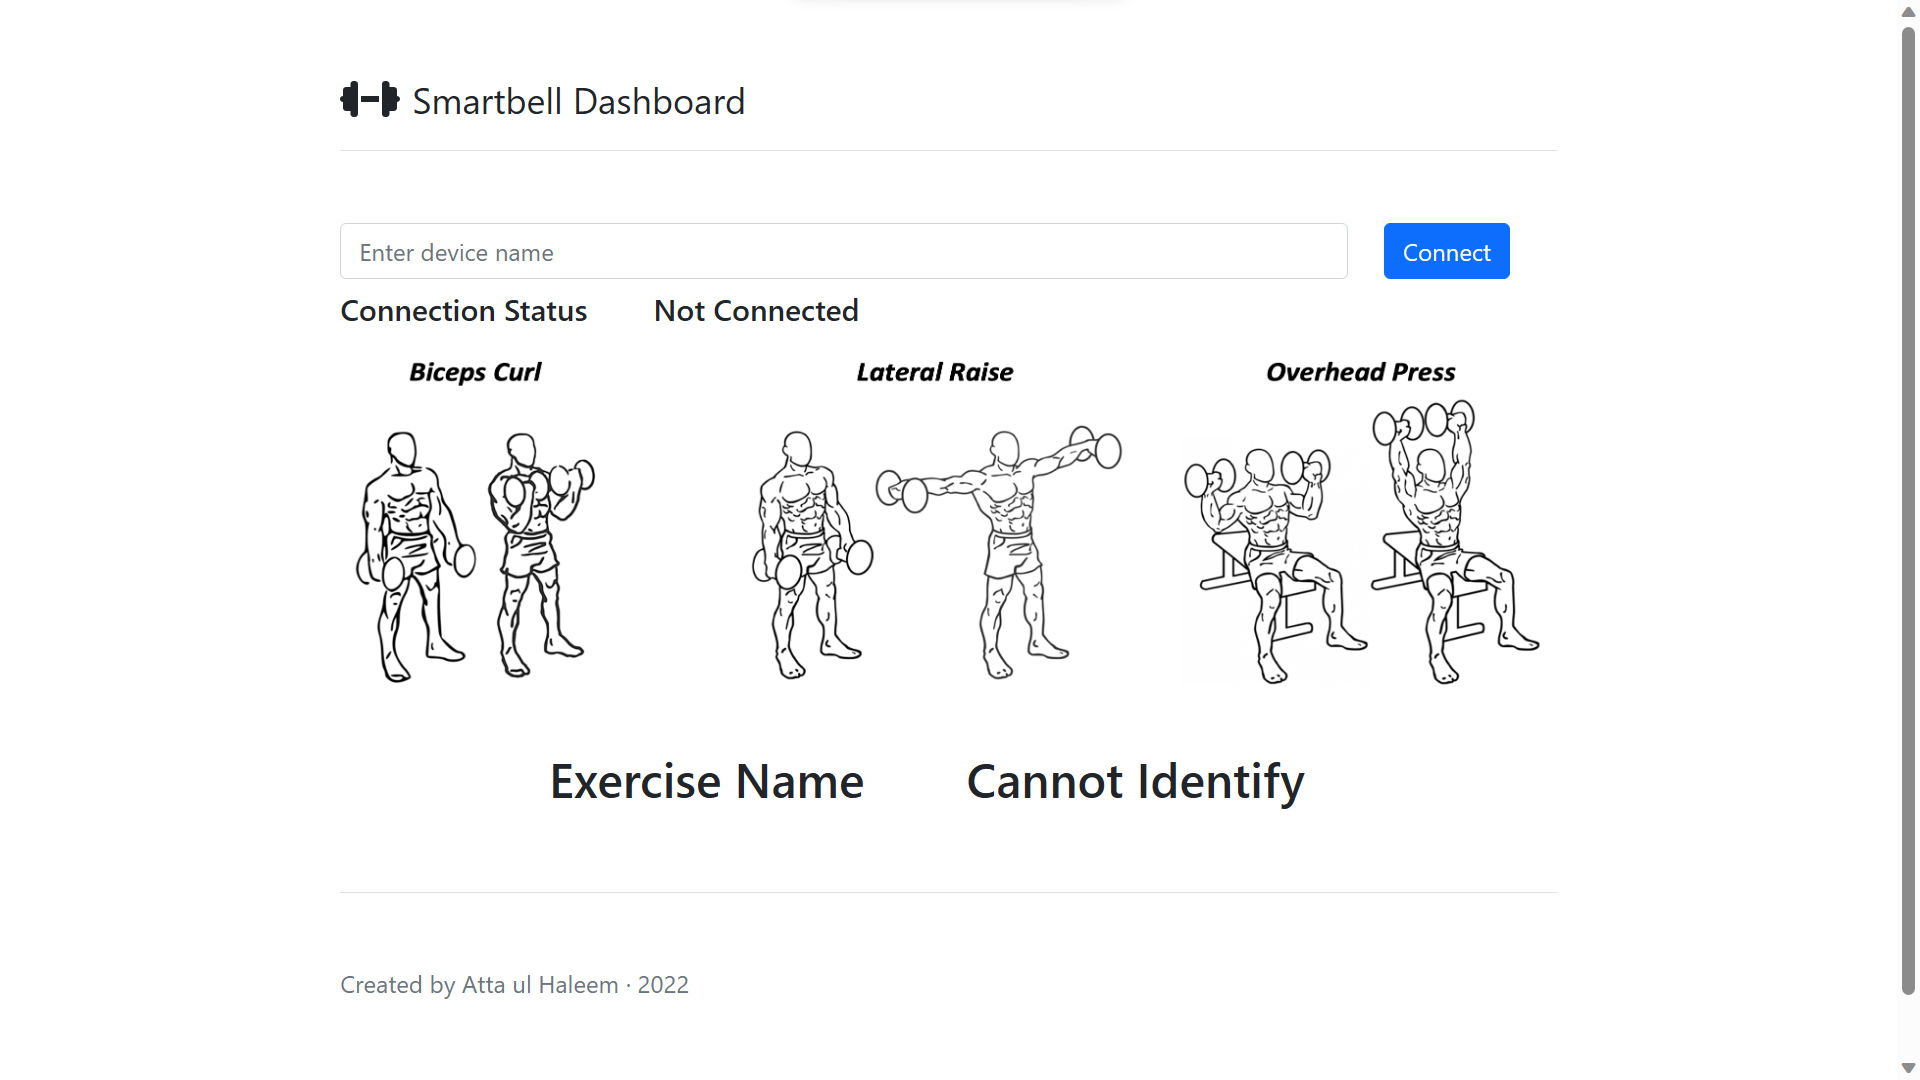 Smartbell Dashboard
Enter device name
Connect
Connection Status Not Connected
Biceps Curl
Lateral Raise
Overhead Press
Exercise Name Cannot Identify
Created by Atta ul Haleem · 2022